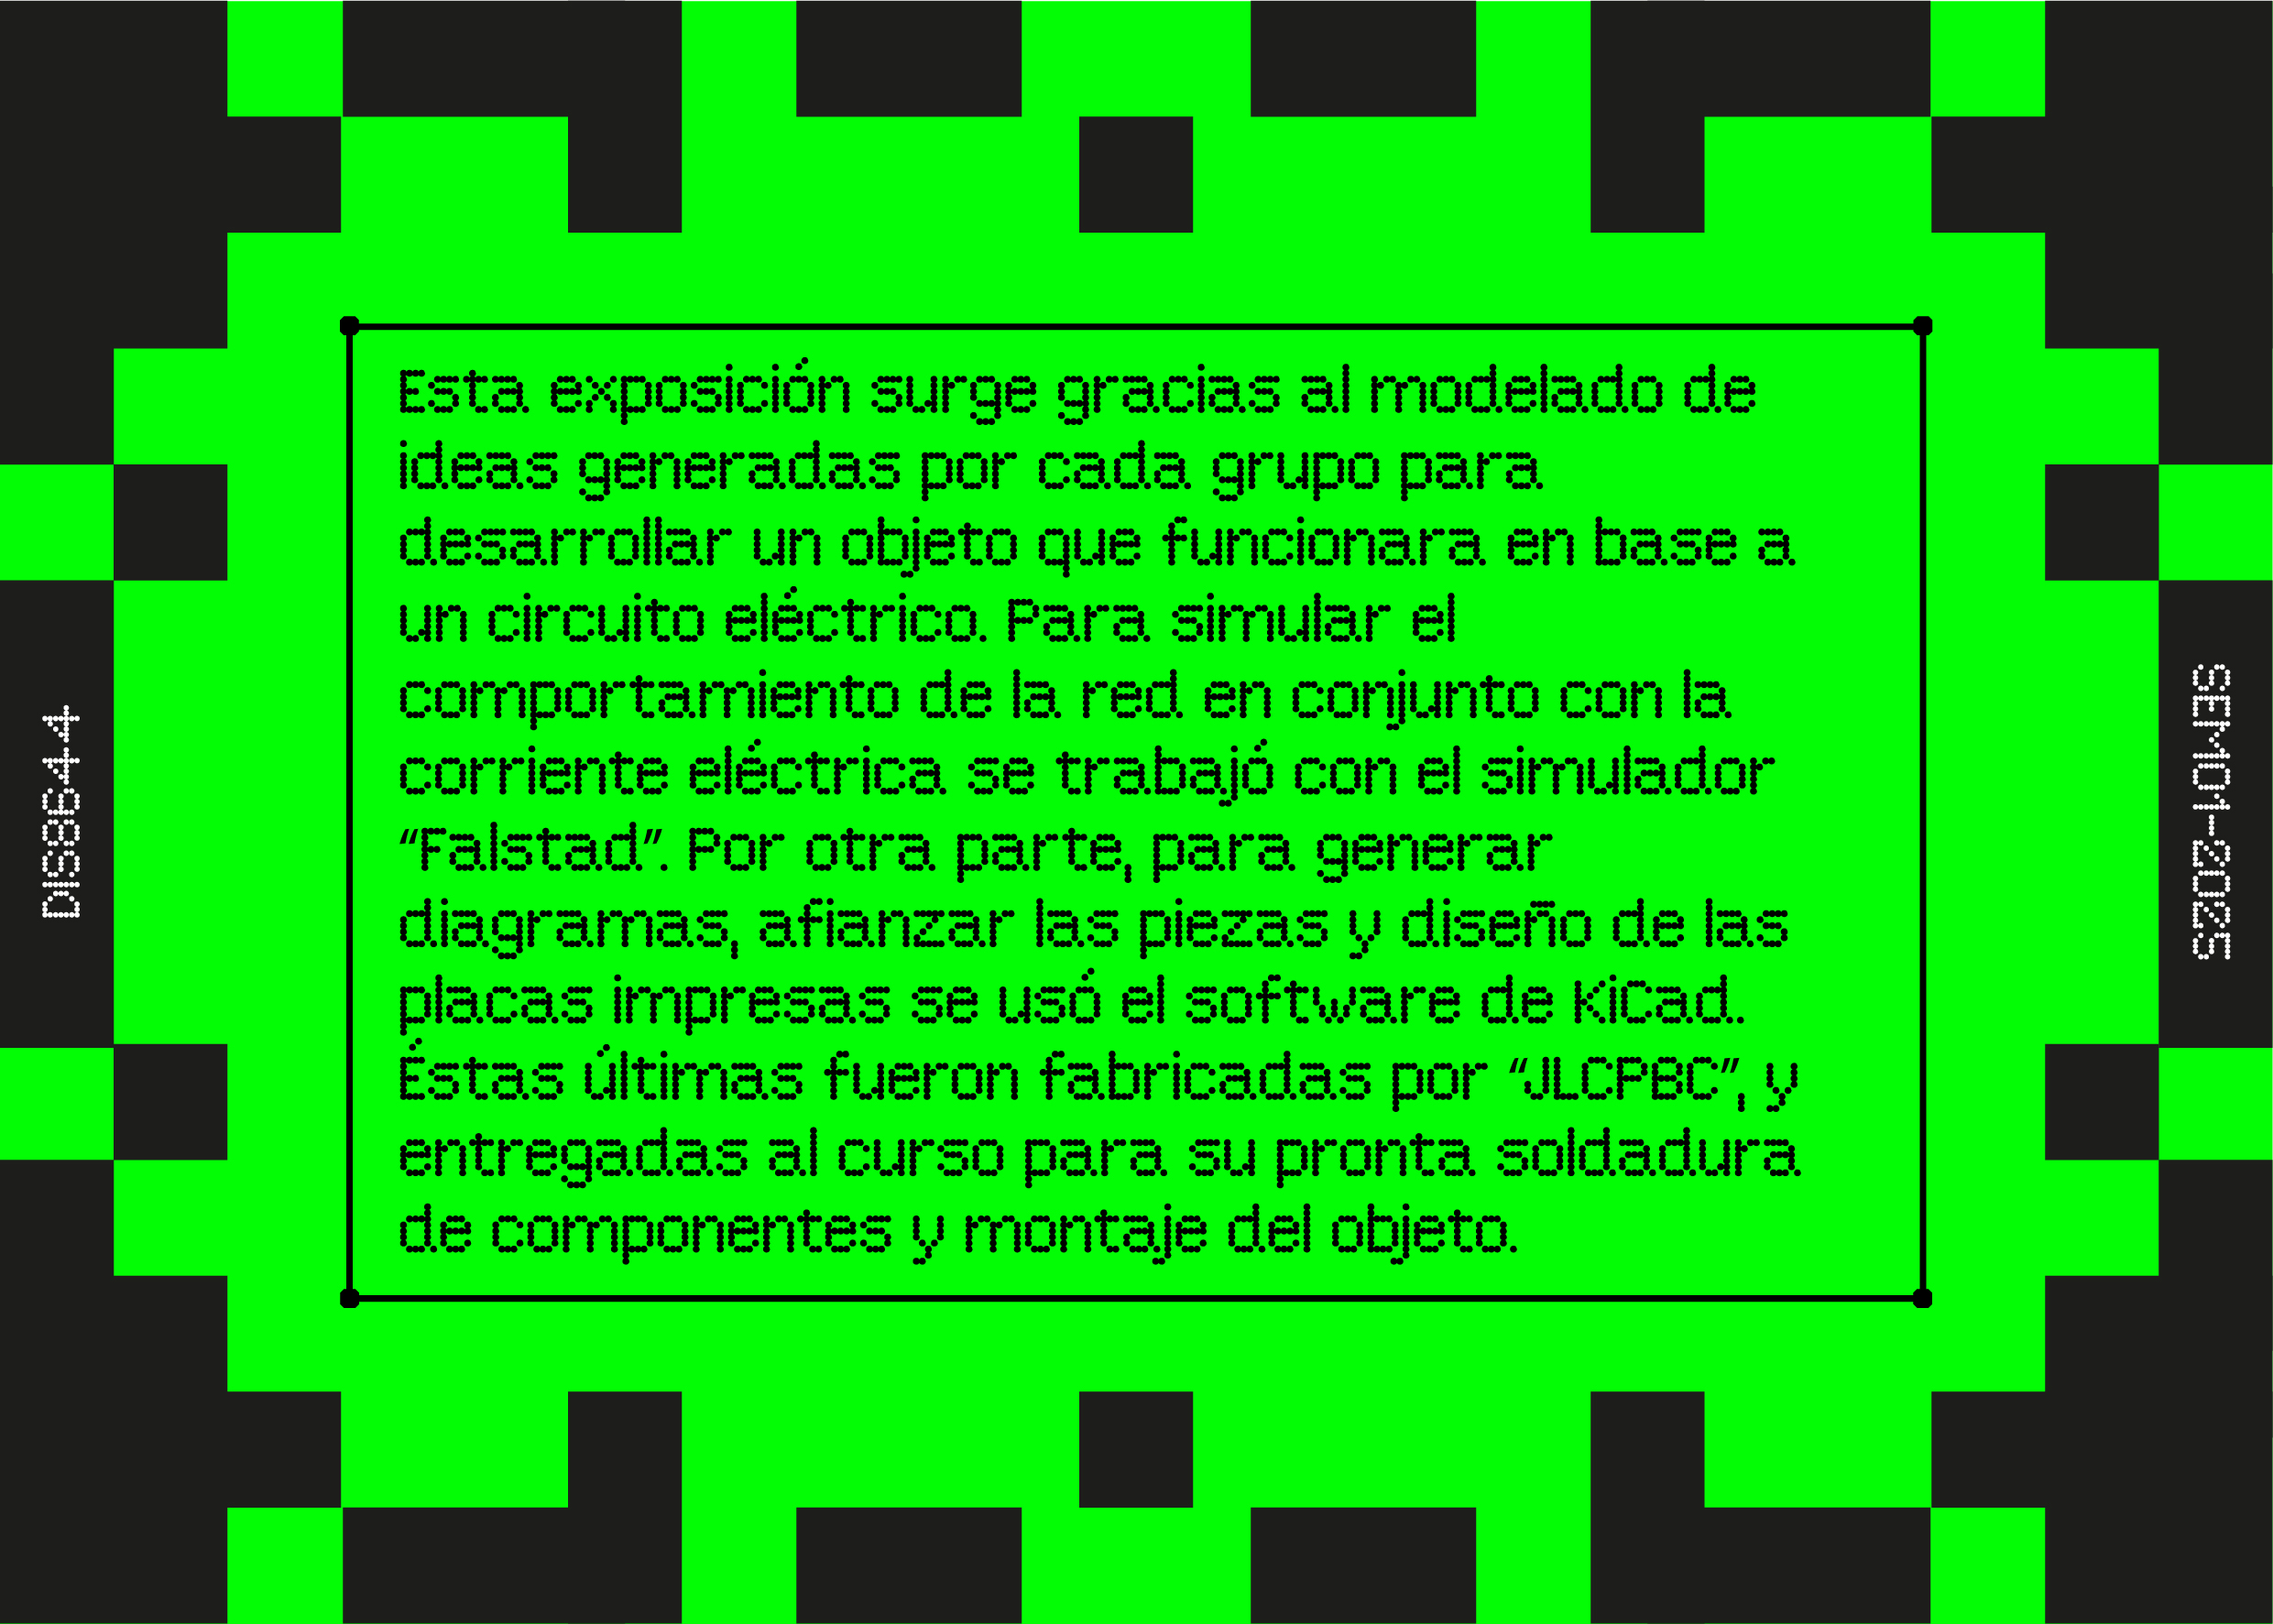 Esta exposición surge gracias al modelado de
ideas generadas por cada grupo para
desarrollar un objeto que funcionara en base a
un circuito eléctrico. Para simular el
comportamiento de la red en conjunto con la
corriente eléctrica se trabajó con el simulador
“Falstad”. Por otra parte, para generar
diagramas, afianzar las piezas y diseño de las
placas impresas se usó el software de KiCad..
Éstas últimas fueron fabricadas por “JLCPBC”, y
entregadas al curso para su pronta soldadura
de componentes y montaje del objeto.
DIS8644
SEM01-2025